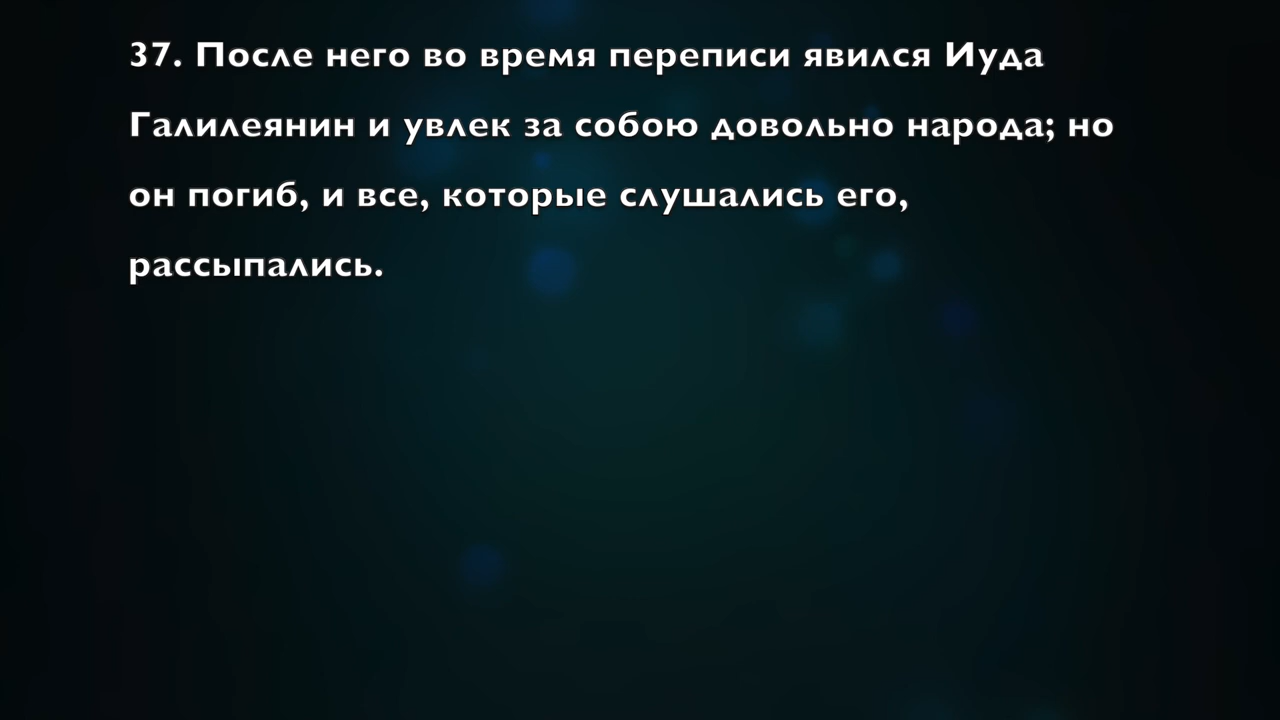 37. После него во время переписи явился Иуда
Галилеянин и увлек за собою довольно народа; но
он погиб, и все, которые слушались его,
рассыпались.